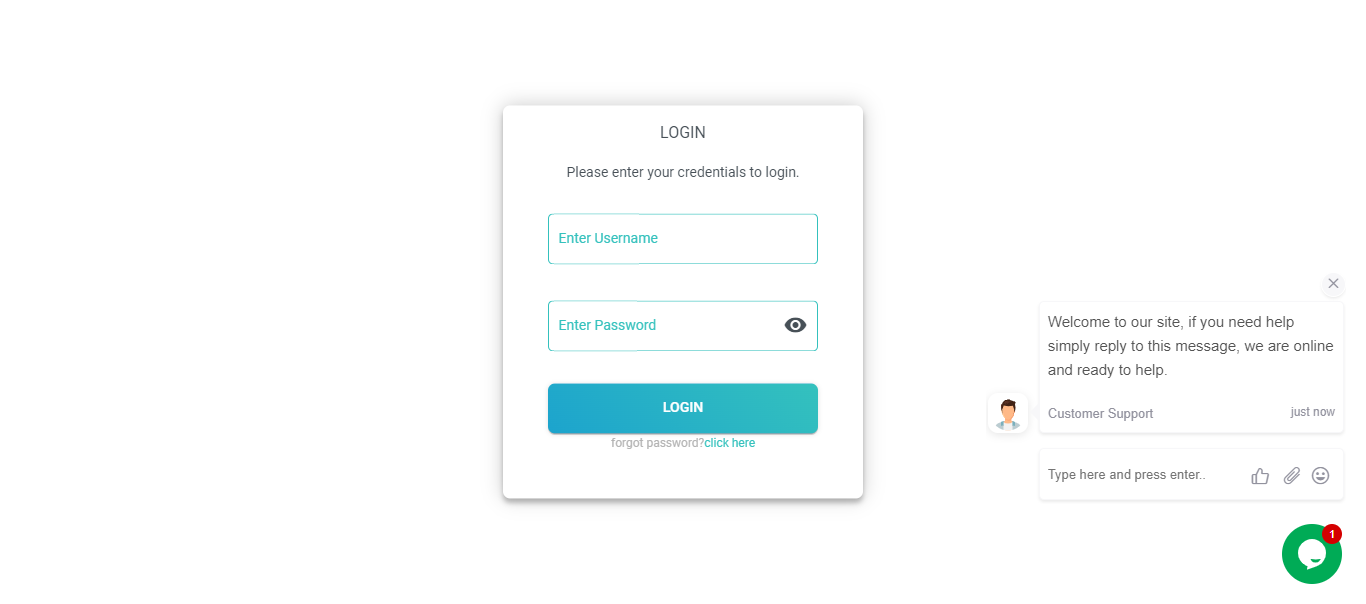 LOGIN
Please enter your credentials to login.
Enter Username
Enter Password
LOGIN
forgot password?click here
Welcome to our site, if you need help
simply reply to this message, we are online
and ready to help.
Customer Support
just now
Type here and press enter..
1